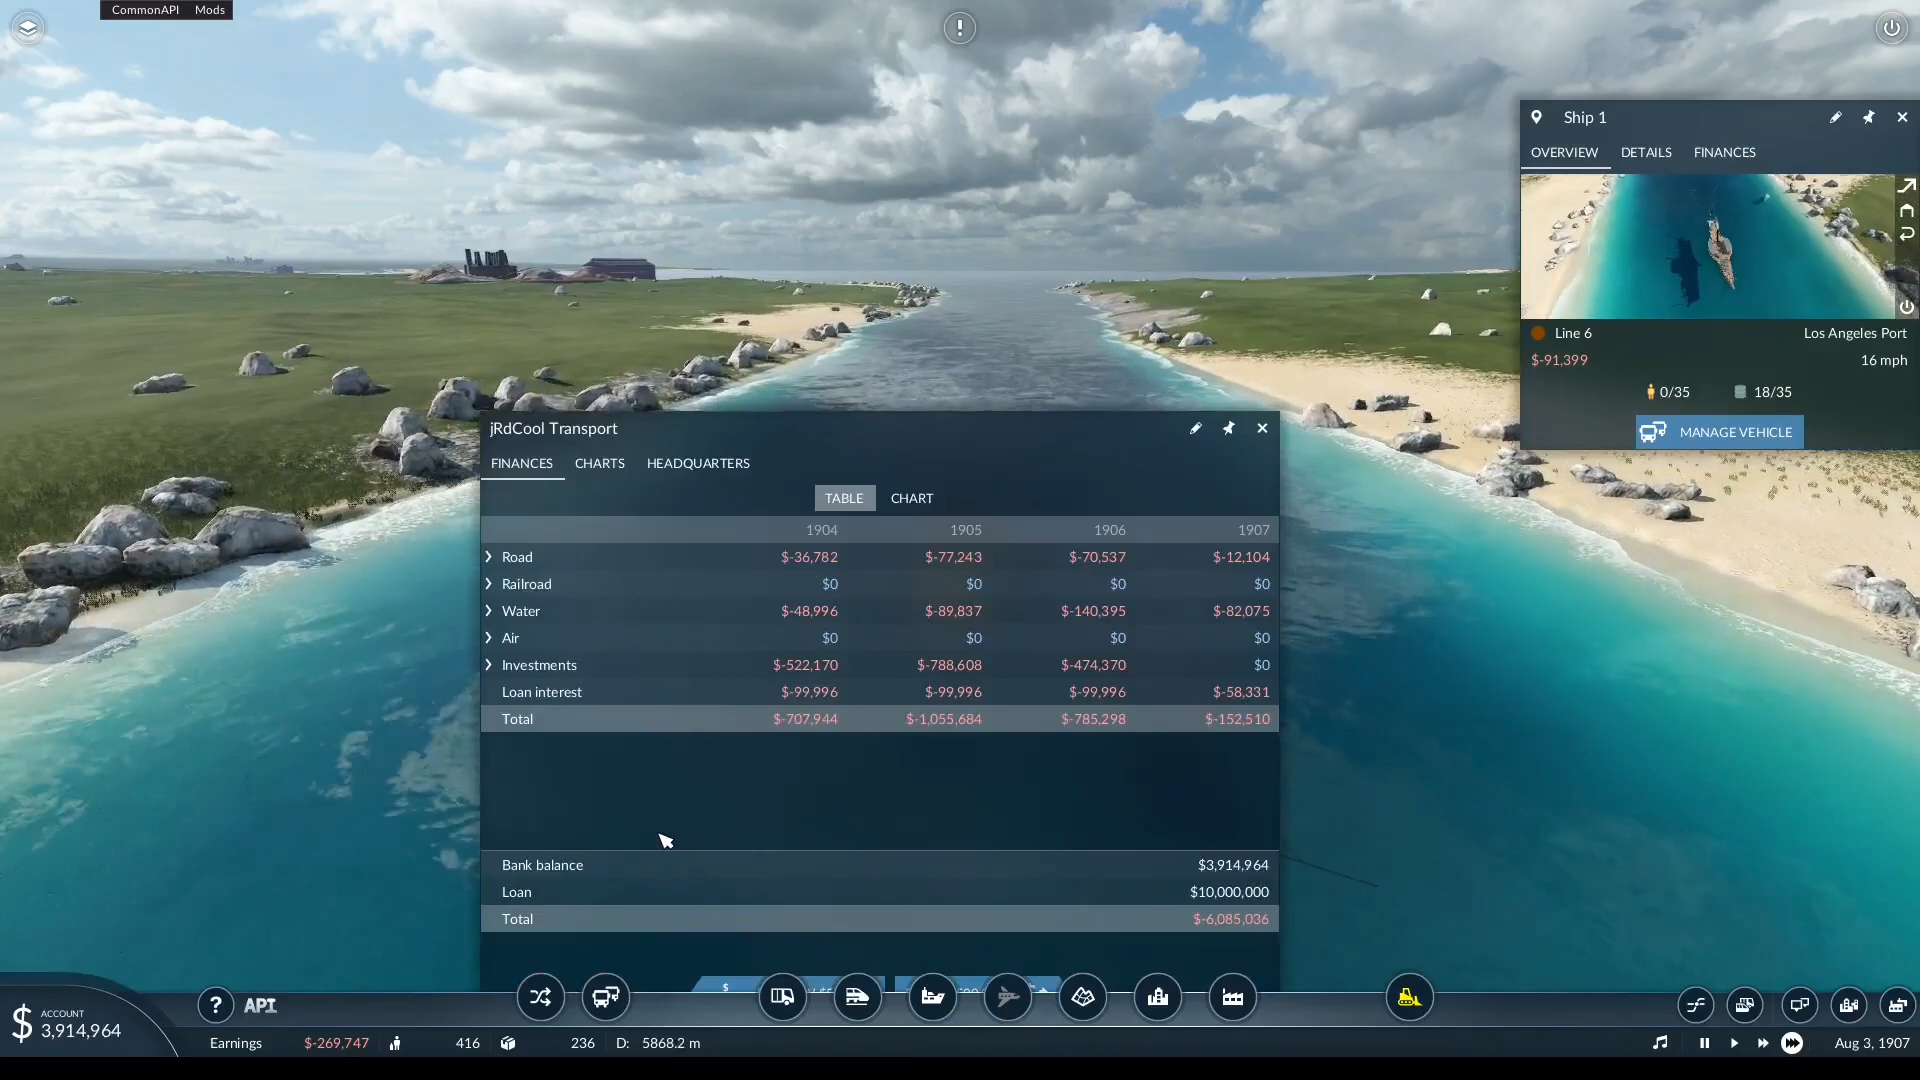 CommonAPI Mods
Ship 1
OVERVIEW DETAILS FINANCES
Line 6 Los Angeles Port
$-91,399 16 mph
0/35 18/35
MANAGE VEHICLE
jRdCool Transport
FINANCES CHARTS HEADQUARTERS
TABLE CHART
1904 1905 1906 1907
Road $-36,782 $-77,243 $-70,537 $-12,104
Railroad $0 $0 $0 $0
Water $-48,996 $-89,837 $-140,395 $-82,075
Air $0 $0 $0 $0
Investments $-522,170 $-788,608 $-474,370 $0
Loan interest $-99,996 $-99,996 $-99,996 $-58,331
Total $-707,944 $-1,055,684 $-785,298 $-152,510
Bank balance $3,914,964
Loan $10,000,000
Total $-6,085,036
$ ACCOUNT
3,914,964
? API
Earnings $-269,747 416 236 D: 5868.2 m
Aug 3, 1907